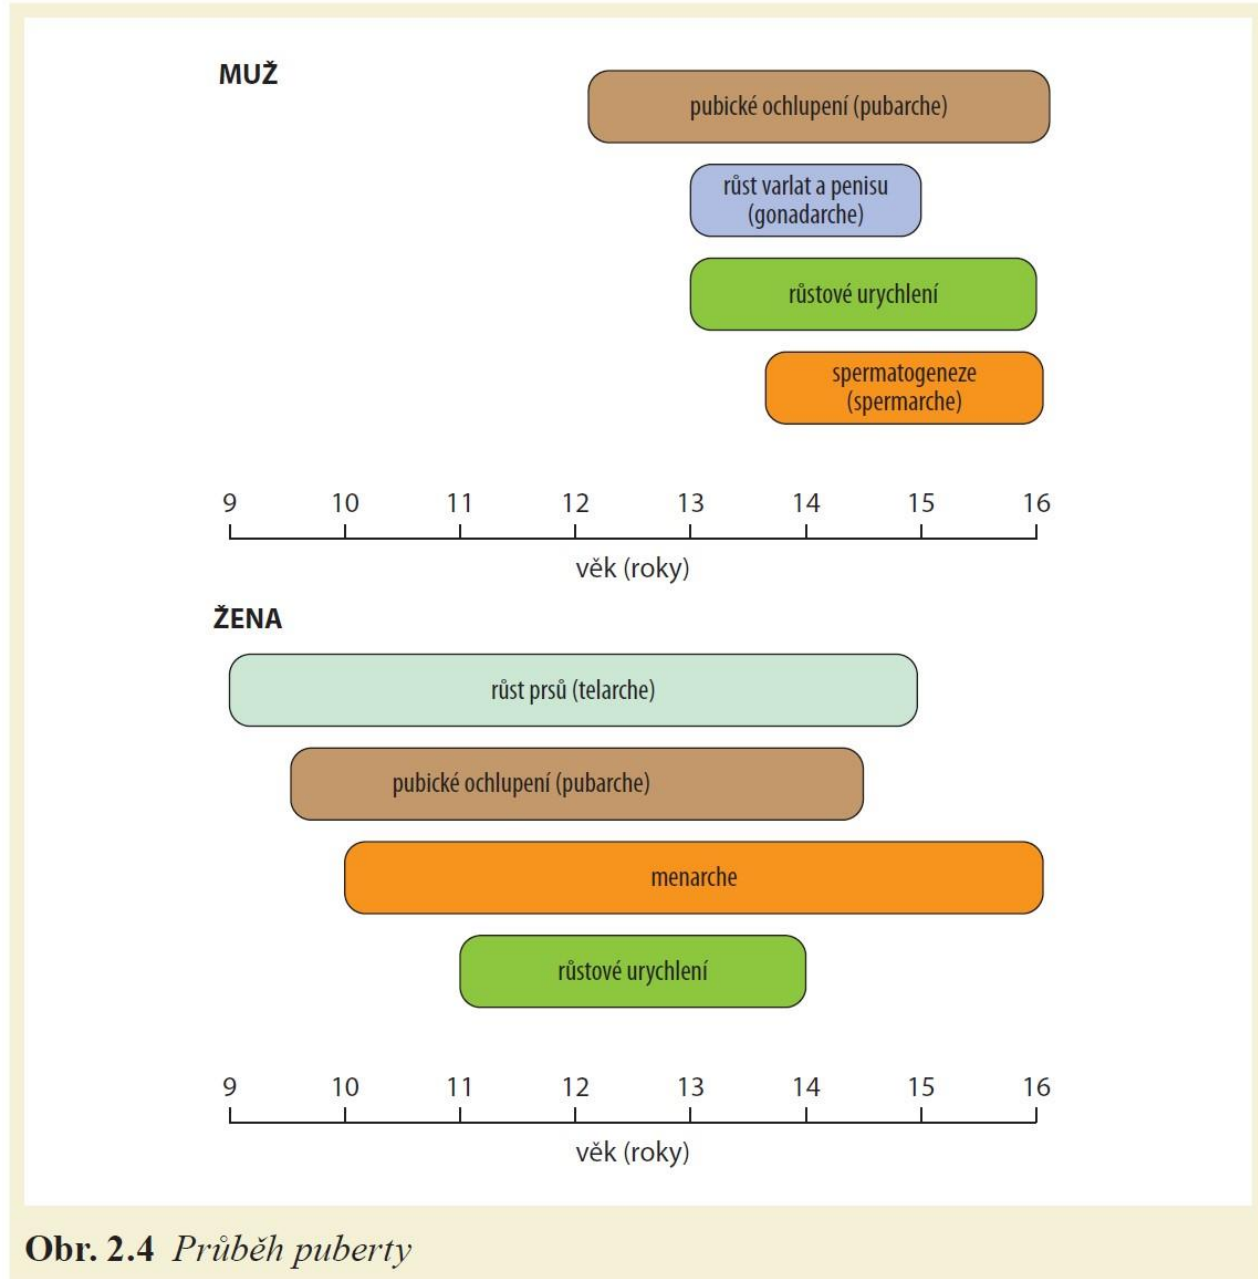 MUŽ
pubické ochlupení (pubarche)
růst varlat a penisu
(gonadarche)
růstové urychlení
spermatogeneze
(spermarche)
9 10 11 12 13 14 15 16
věk (roky)
ŽENA
růst prsů (telarche)
pubické ochlupení (pubarche)
menarche
růstové urychlení
9 10 11 12 13 14 15 16
věk (roky)
Obr. 2.4 Průběh puberty